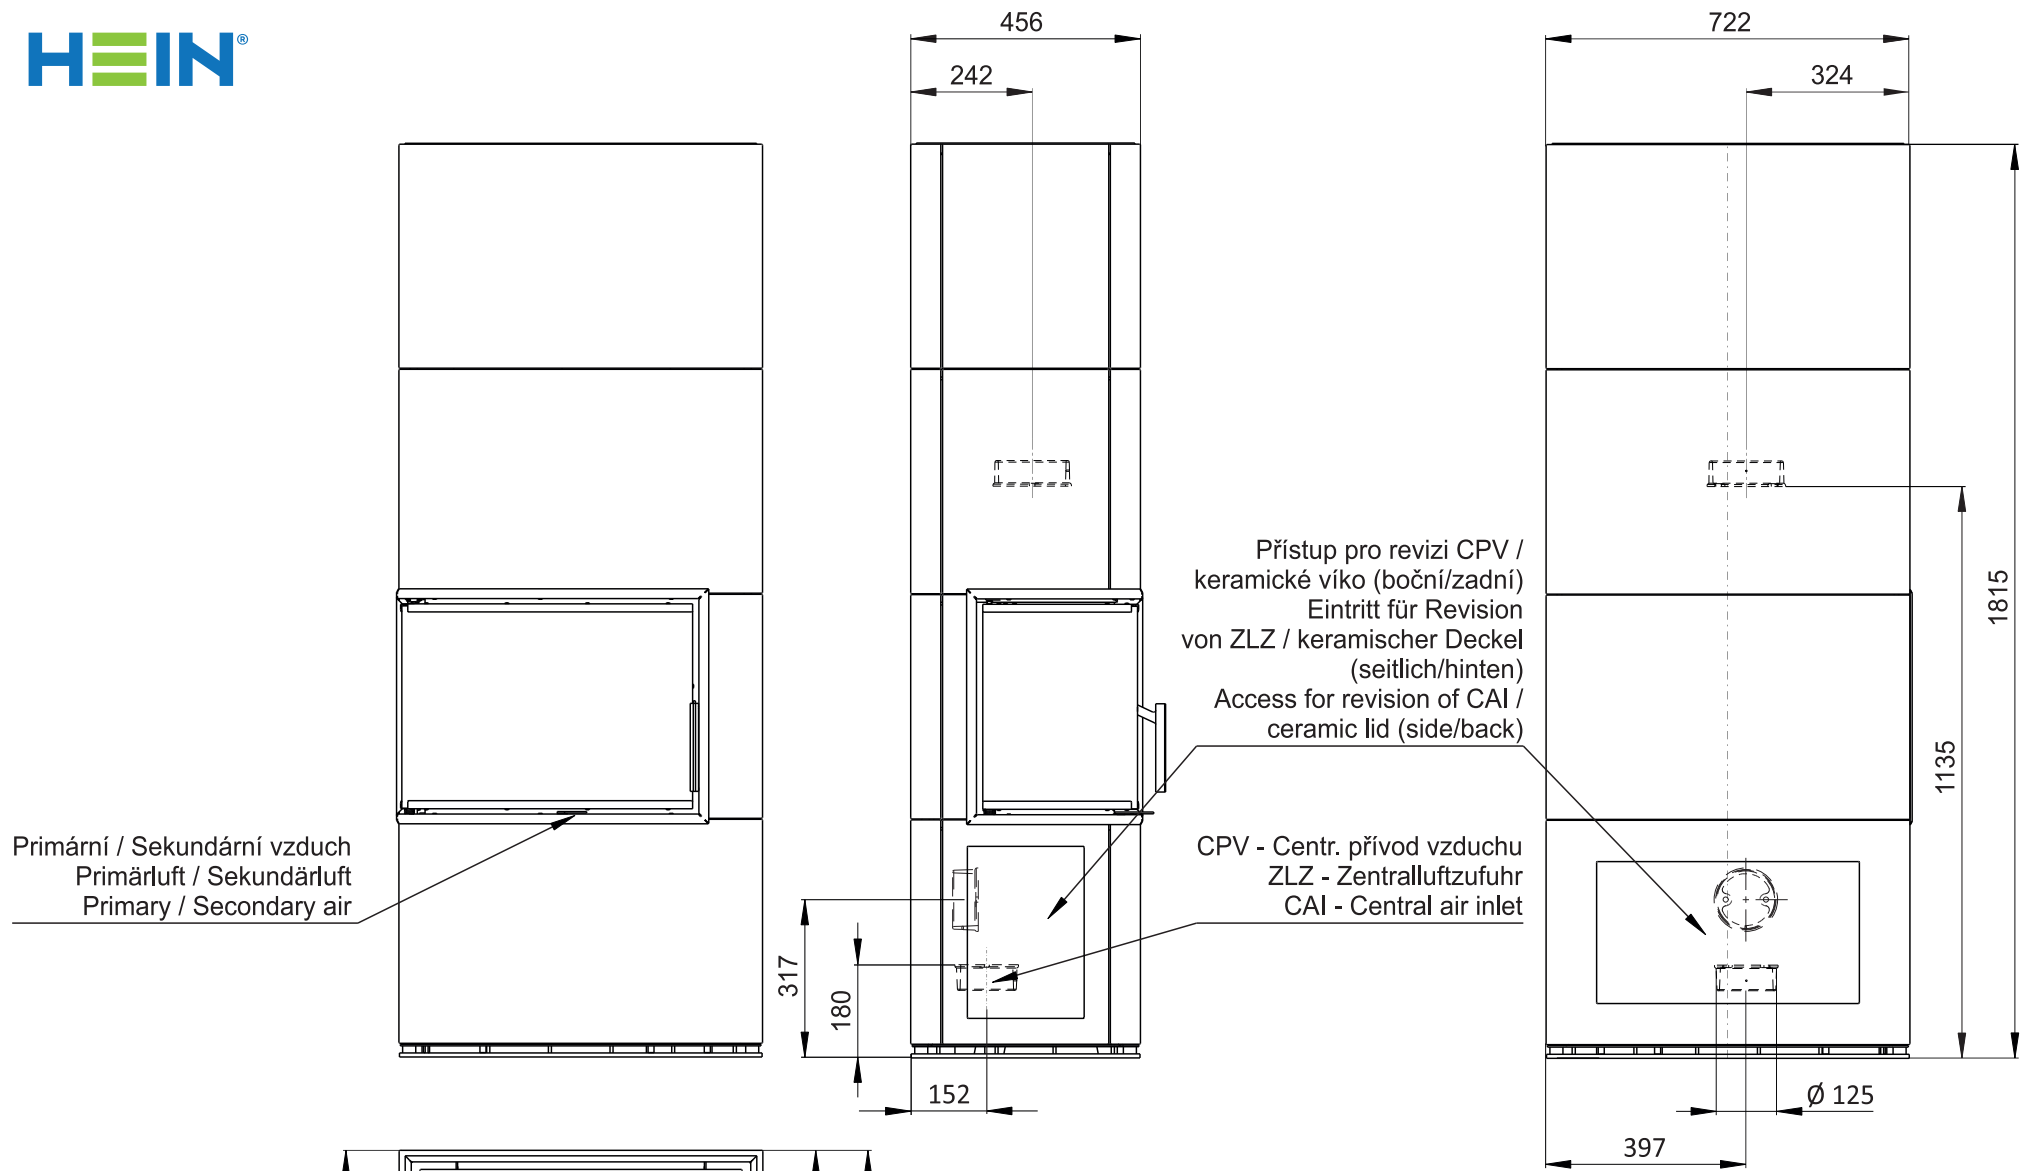 HEIN®
456
242
722
324
1815
1135
Přístup pro revizi CPV /
keramické víko (boční/zadní)
Eintritt für Revision
von ZLZ / keramischer Deckel
(seitlich/hinten)
Access for revision of CAI /
ceramic lid (side/back)
Primární / Sekundární vzduch
Primärluft / Sekundärluft
Primary / Secondary air
CPV - Centr. přívod vzduchu
ZLZ - Zentralluftzufuhr
CAI - Central air inlet
317
180
152
Ø 125
397